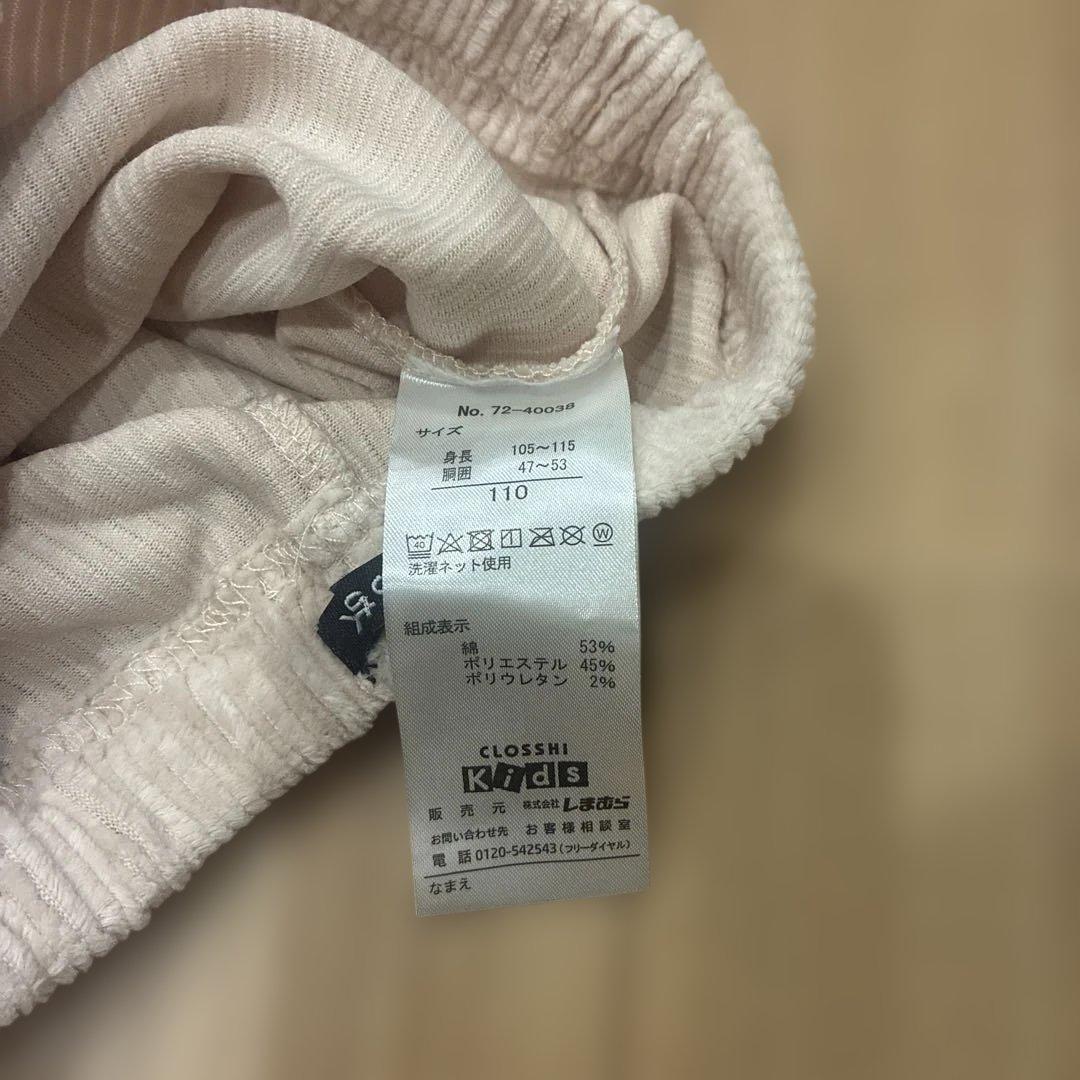 No. 72-40038
サイズ
身長 105～115
胴囲 47～53
110
40
W
洗濯ネット使用
組成表示
綿 53%
ポリエステル 45%
ポリウレタン 2%
CLOSSHI
Kids
販売元 株式会社しまむら
お問い合わせ先 お客様相談室
電話 0120-542543(フリーダイヤル)
なまえ